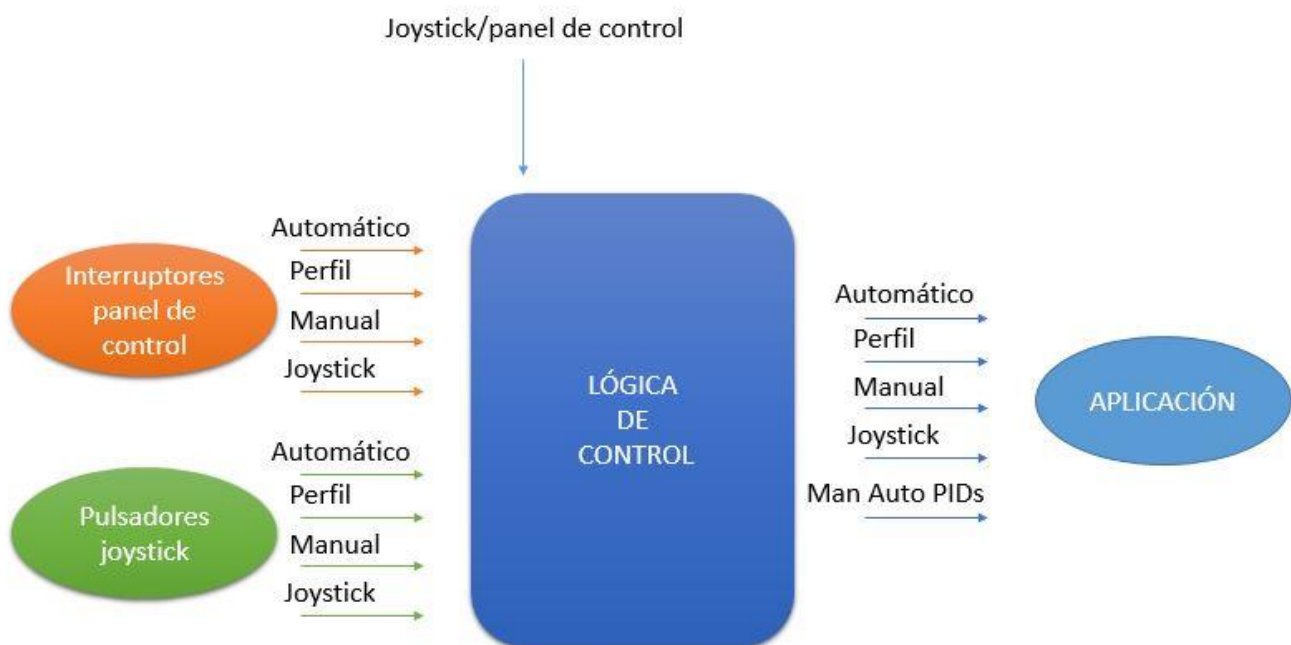 Joystick/panel de control
Interruptores
panel de
control
Automático
Perfil
Manual
Joystick
Pulsadores
joystick
Automático
Perfil
Manual
Joystick
LÓGICA
DE
CONTROL
Automático
Perfil
Manual
Joystick
Man Auto PIDs
APLICACIÓN